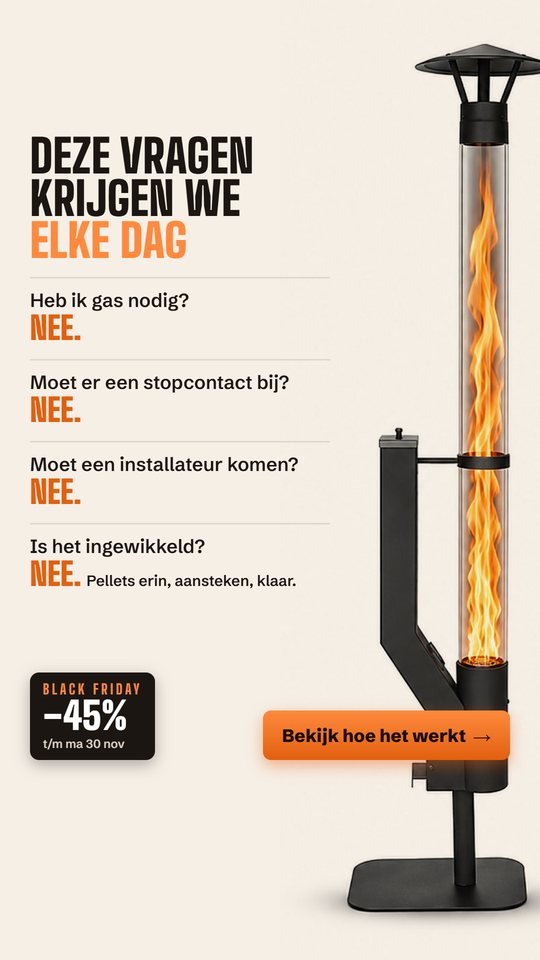 DEZE VRAGEN
KRIJGEN WE
ELKE DAG
Heb ik gas nodig?
NEE.
Moet er een stopcontact bij?
NEE.
Moet een installateur komen?
NEE.
Is het ingewikkeld?
NEE. Pellets erin, aansteken, klaar.
BLACK FRIDAY
–45%
t/m ma 30 nov
Bekijk hoe het werkt →